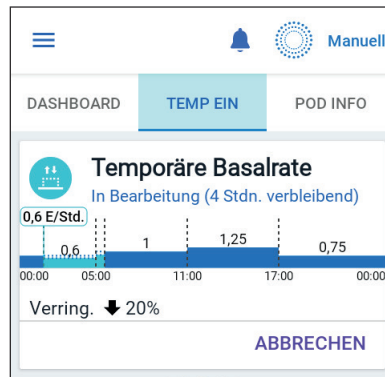 Manuell
DASHBOARD TEMP EIN POD INFO
Temporäre Basalrate
In Bearbeitung (4 Stdn. verbleibend)
0,6 E/Std.
0,6 1 1,25 0,75
00:00 05:00 11:00 17:00 00:00
Verring. 20%
ABBRECHEN